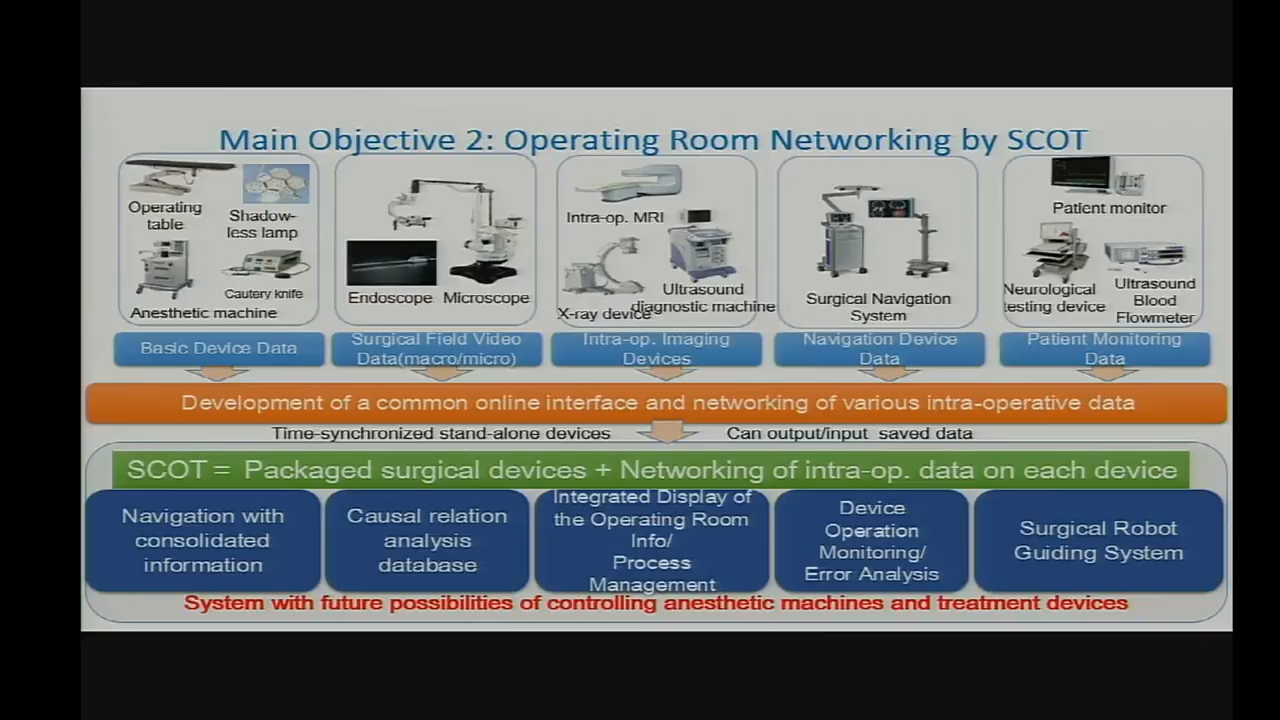 Main Objective 2: Operating Room Networking by SCOT
Operating
table
Shadow-
less lamp
Cautery knife
Anesthetic machine
Endoscope
Microscope
Intra-op. MRI
Ultrasound
diagnostic machine
X-ray device
Surgical Navigation
System
Patient monitor
Neurological
testing device
Ultrasound
Blood
Flowmeter
Basic Device Data
Surgical Field Video
Data(macro/micro)
Intra-op. Imaging
Devices
Navigation Device
Data
Patient Monitoring
Data
Development of a common online interface and networking of various intra-operative data
Time-synchronized stand-alone devices
Can output/input saved data
SCOT = Packaged surgical devices + Networking of intra-op. data on each device
Navigation with
consolidated
information
Causal relation
analysis
database
Integrated Display of
the Operating Room
Info/
Process
Management
Device
Operation
Monitoring/
Error Analysis
Surgical Robot
Guiding System
System with future possibilities of controlling anesthetic machines and treatment devices